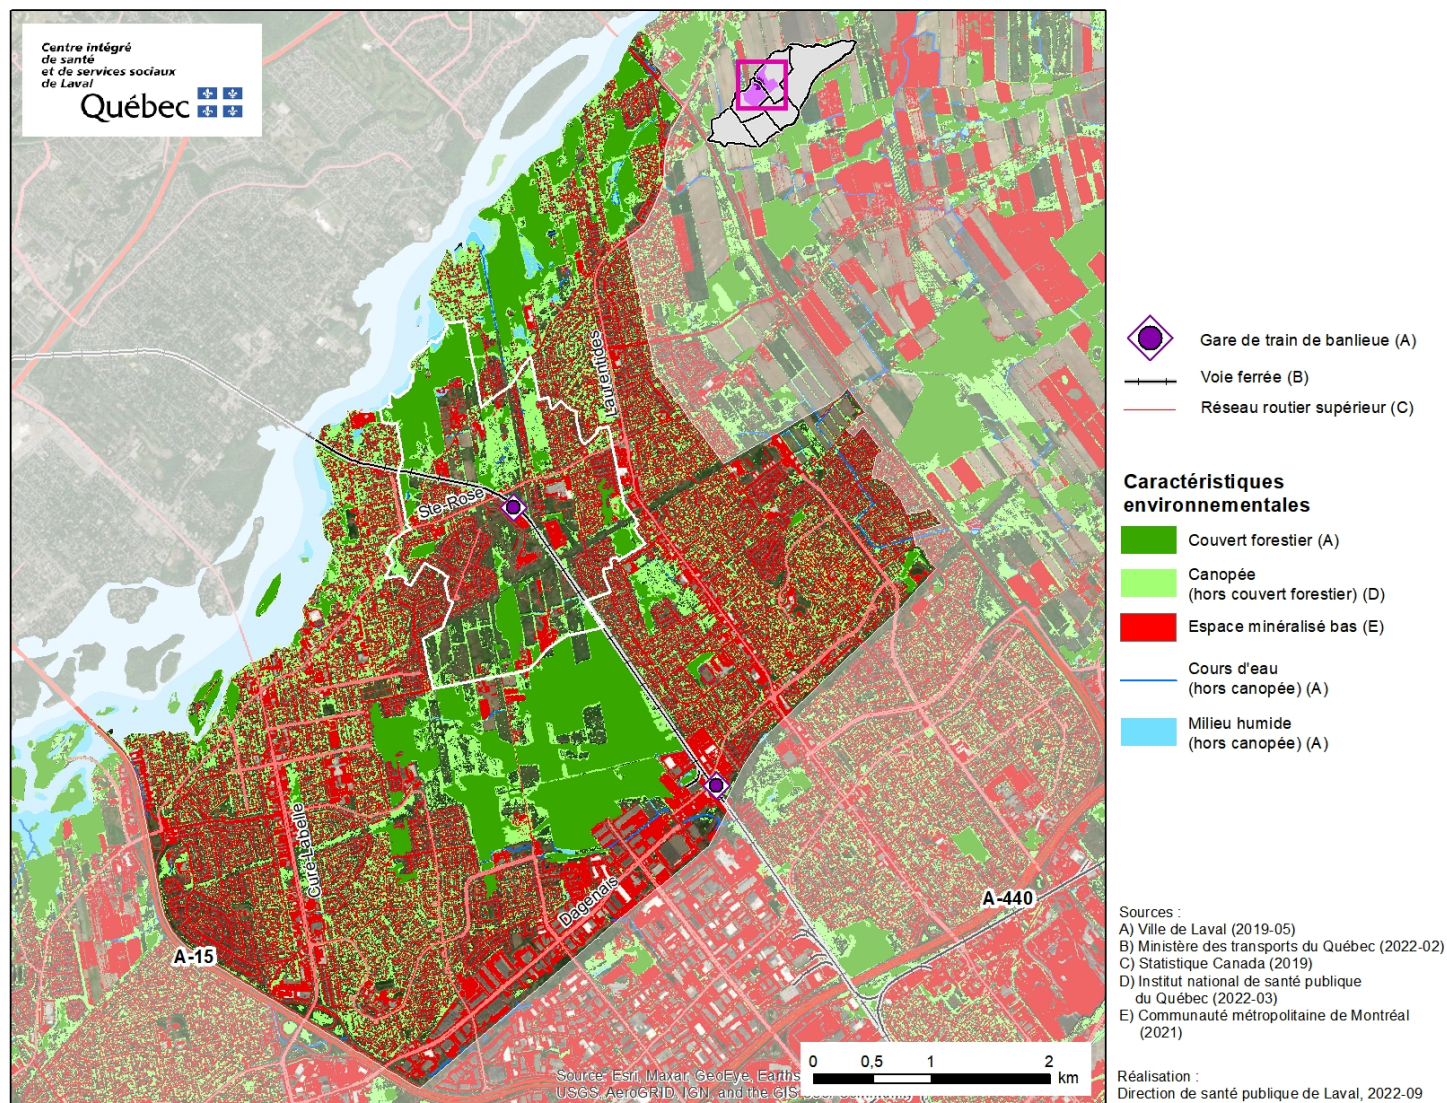 Centre intégré
de santé
et de services sociaux
de Laval
Québec
Laurentides
Ste-Rose
Curé-Labelle
Dagenais
A-15
A-440
Gare de train de banlieue (A)
Voie ferrée (B)
Réseau routier supérieur (C)
Caractéristiques
environnementales
Couvert forestier (A)
Canopée
(hors couvert forestier) (D)
Espace minéralisé bas (E)
Cours d'eau
(hors canopée) (A)
Milieu humide
(hors canopée) (A)
Sources :
A) Ville de Laval (2019-05)
B) Ministère des transports du Québec (2022-02)
C) Statistique Canada (2019)
D) Institut national de santé publique
du Québec (2022-03)
E) Communauté métropolitaine de Montréal
(2021)
Réalisation :
Direction de santé publique de Laval, 2022-09
0 0,5 1 2
km
Source: Esri, Maxar, GeoEye, Earths
USGS, AeroGRID, IGN, and the GIS